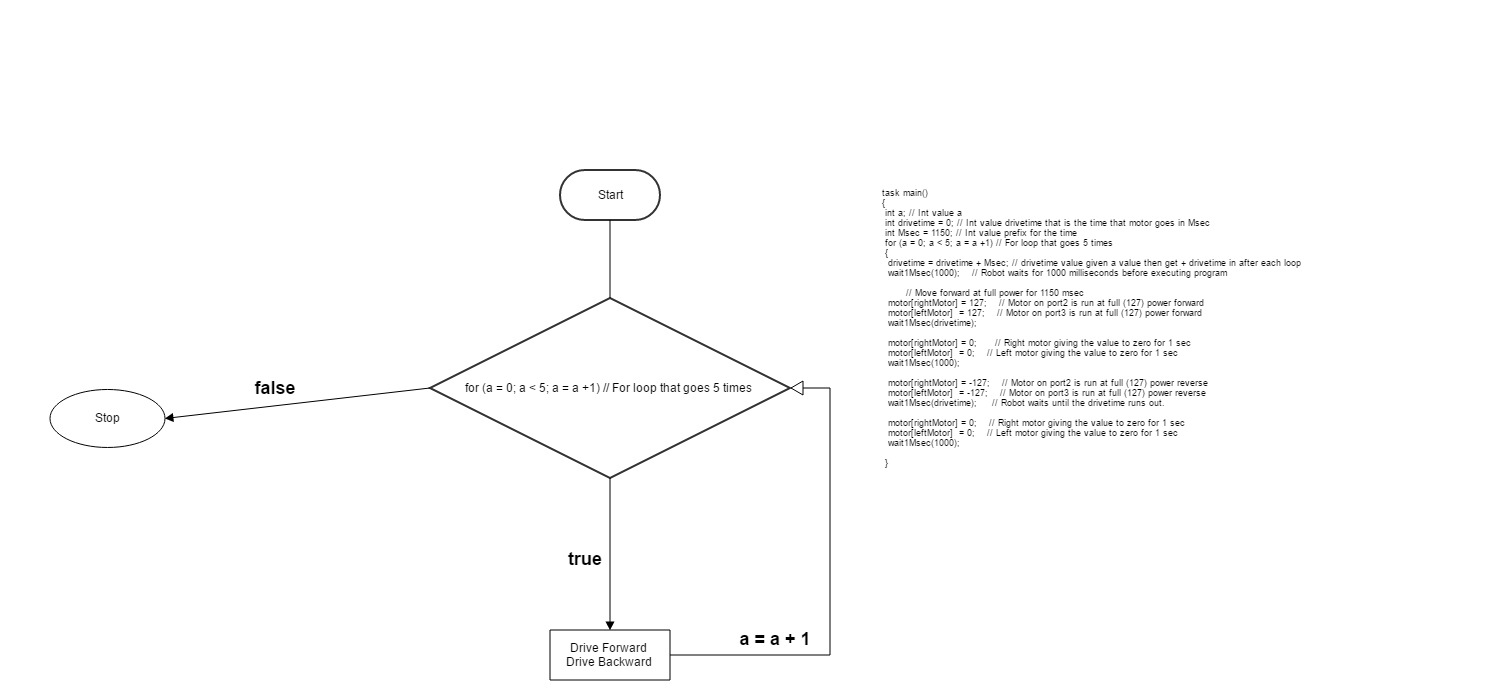 Start
for (a = 0; a < 5; a = a +1) // For loop that goes 5 times
false
Stop
true
Drive Forward
Drive Backward
a = a + 1
task main()
{
int a; // Int value a
int drivetime = 0; // Int value drivetime that is the time that motor goes in Msec
int Msec = 1150; // Int value prefix for the time
for (a = 0; a < 5; a = a +1) // For loop that goes 5 times
{
drivetime = drivetime + Msec; // drivetime value given a value then get + drivetime in after each loop
wait1Msec(1000); // Robot waits for 1000 milliseconds before executing program
// Move forward at full power for 1150 msec
motor[rightMotor] = 127; // Motor on port2 is run at full (127) power forward
motor[leftMotor] = 127; // Motor on port3 is run at full (127) power forward
wait1Msec(drivetime);
motor[rightMotor] = 0; // Right motor giving the value to zero for 1 sec
motor[leftMotor] = 0; // Left motor giving the value to zero for 1 sec
wait1Msec(1000);
motor[rightMotor] = -127; // Motor on port2 is run at full (127) power reverse
motor[leftMotor] = -127; // Motor on port3 is run at full (127) power reverse
wait1Msec(drivetime); // Robot waits until the drivetime runs out.
motor[rightMotor] = 0; // Right motor giving the value to zero for 1 sec
motor[leftMotor] = 0; // Left motor giving the value to zero for 1 sec
wait1Msec(1000);
}